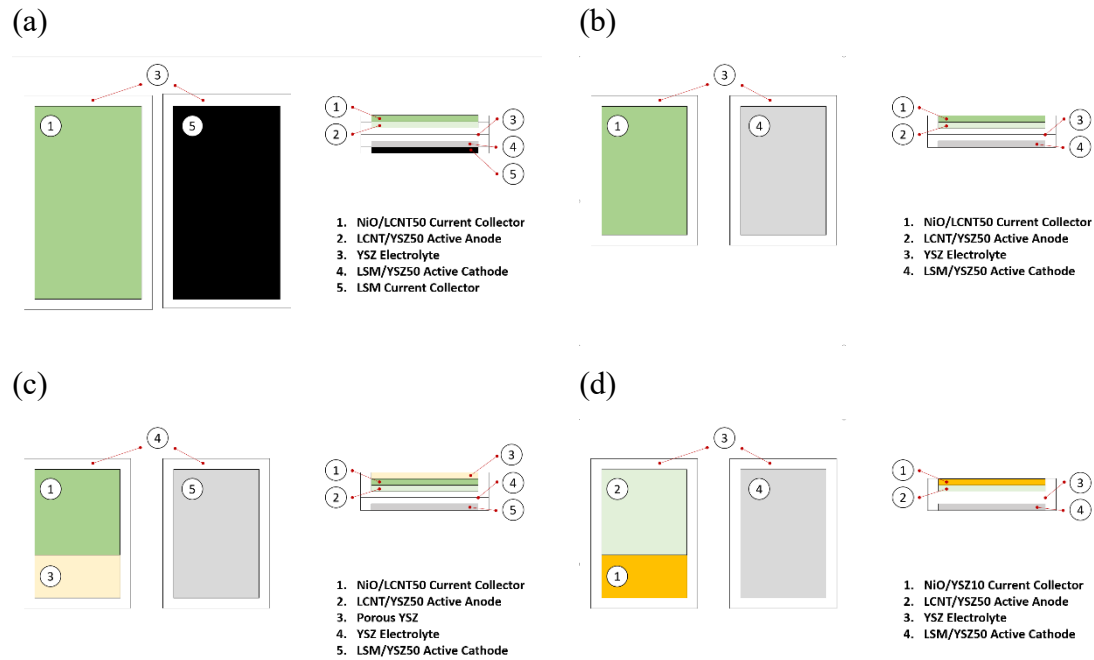 (a)
3
1
5
1
2
3
4
5
1. NiO/LCNT50 Current Collector
2. LCNT/YSZ50 Active Anode
3. YSZ Electrolyte
4. LSM/YSZ50 Active Cathode
5. LSM Current Collector
(b)
3
1
4
1
2
3
4
1. NiO/LCNT50 Current Collector
2. LCNT/YSZ50 Active Anode
3. YSZ Electrolyte
4. LSM/YSZ50 Active Cathode
(c)
4
1
5
3
1
2
3
4
5
1. NiO/LCNT50 Current Collector
2. LCNT/YSZ50 Active Anode
3. Porous YSZ
4. YSZ Electrolyte
5. LSM/YSZ50 Active Cathode
(d)
3
2
4
1
1
2
3
4
1. NiO/YSZ10 Current Collector
2. LCNT/YSZ50 Active Anode
3. YSZ Electrolyte
4. LSM/YSZ50 Active Cathode